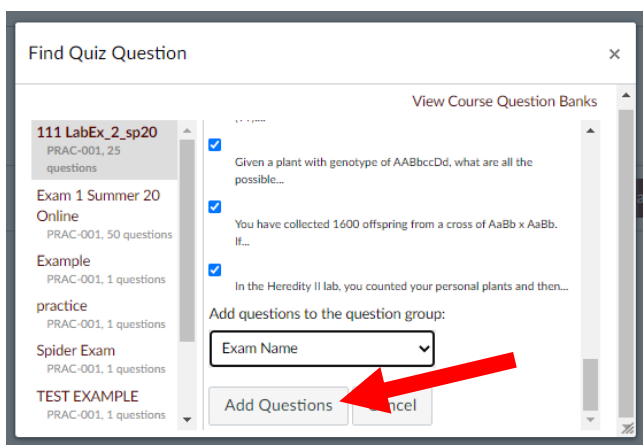 Find Quiz Question
×
View Course Question Banks
111 LabEx_2_sp20
PRAC-001, 25
questions
Exam 1 Summer 20
Online
PRAC-001, 50 questions
Example
PRAC-001, 1 questions
practice
PRAC-001, 1 questions
Spider Exam
PRAC-001, 1 questions
TEST EXAMPLE
PRAC-001, 1 questions
Given a plant with genotype of AABbccDd, what are all the
possible...
You have collected 1600 offspring from a cross of AaBb x AaBb.
If...
In the Heredity II lab, you counted your personal plants and then...
Add questions to the question group:
Exam Name
Add Questions
Cancel